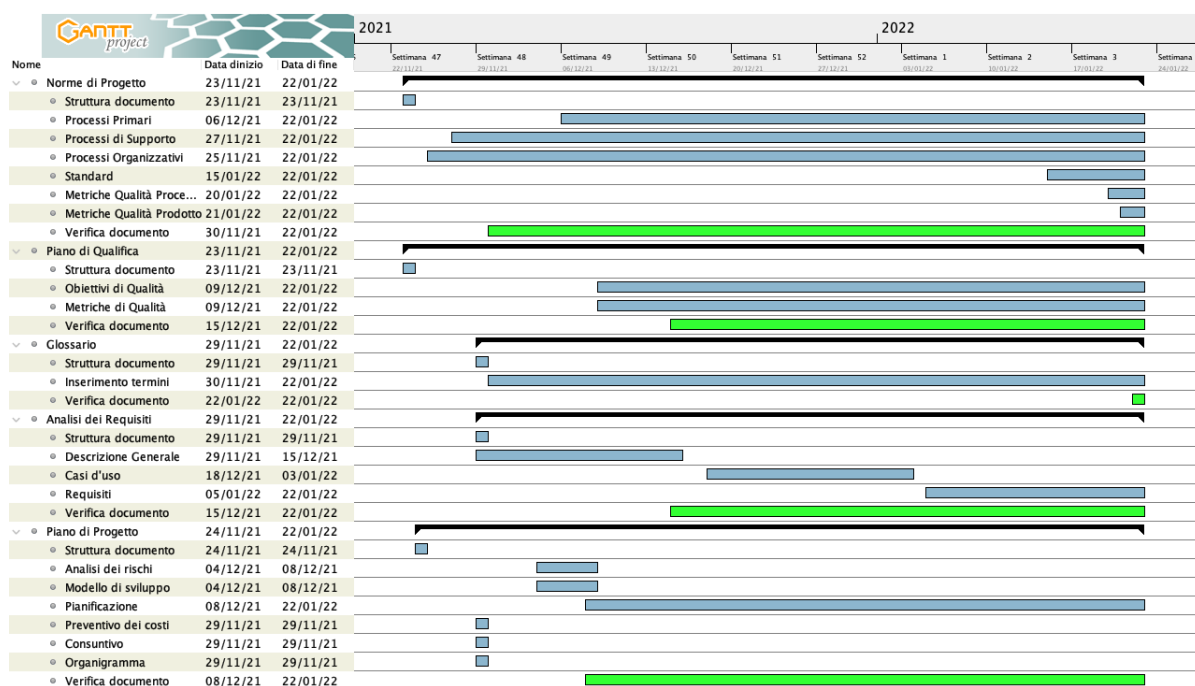 GANTT project
2021 2022
Nome Data dinizio Data di fine
Settimana 47 Settimana 48 Settimana 49 Settimana 50 Settimana 51 Settimana 52 Settimana 1 Settimana 2 Settimana 3 Settimana
22/11/21 29/11/21 06/12/21 13/12/21 20/12/21 27/12/21 03/01/22 10/01/22 17/01/22 24/01/22
Norme di Progetto 23/11/21 22/01/22
Struttura documento 23/11/21 23/11/21
Processi Primari 06/12/21 22/01/22
Processi di Supporto 27/11/21 22/01/22
Processi Organizzativi 25/11/21 22/01/22
Standard 15/01/22 22/01/22
Metriche Qualità Proce... 20/01/22 22/01/22
Metriche Qualità Prodotto 21/01/22 22/01/22
Verifica documento 30/11/21 22/01/22
Piano di Qualifica 23/11/21 22/01/22
Struttura documento 23/11/21 23/11/21
Obiettivi di Qualità 09/12/21 22/01/22
Metriche di Qualità 09/12/21 22/01/22
Verifica documento 15/12/21 22/01/22
Glossario 29/11/21 22/01/22
Struttura documento 29/11/21 29/11/21
Inserimento termini 30/11/21 22/01/22
Verifica documento 22/01/22 22/01/22
Analisi dei Requisiti 29/11/21 22/01/22
Struttura documento 29/11/21 29/11/21
Descrizione Generale 29/11/21 15/12/21
Casi d'uso 18/12/21 03/01/22
Requisiti 05/01/22 22/01/22
Verifica documento 15/12/21 22/01/22
Piano di Progetto 24/11/21 22/01/22
Struttura documento 24/11/21 24/11/21
Analisi dei rischi 04/12/21 08/12/21
Modello di sviluppo 04/12/21 08/12/21
Pianificazione 08/12/21 22/01/22
Preventivo dei costi 29/11/21 29/11/21
Consuntivo 29/11/21 29/11/21
Organigramma 29/11/21 29/11/21
Verifica documento 08/12/21 22/01/22